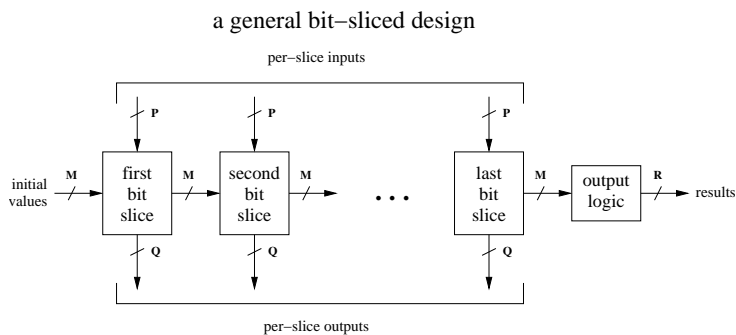 a general bit–sliced design
per–slice inputs
P
P
P
initial
values
M
first
bit
slice
M
second
bit
slice
M
• • •
last
bit
slice
M
output
logic
R
results
Q
Q
Q
per–slice outputs